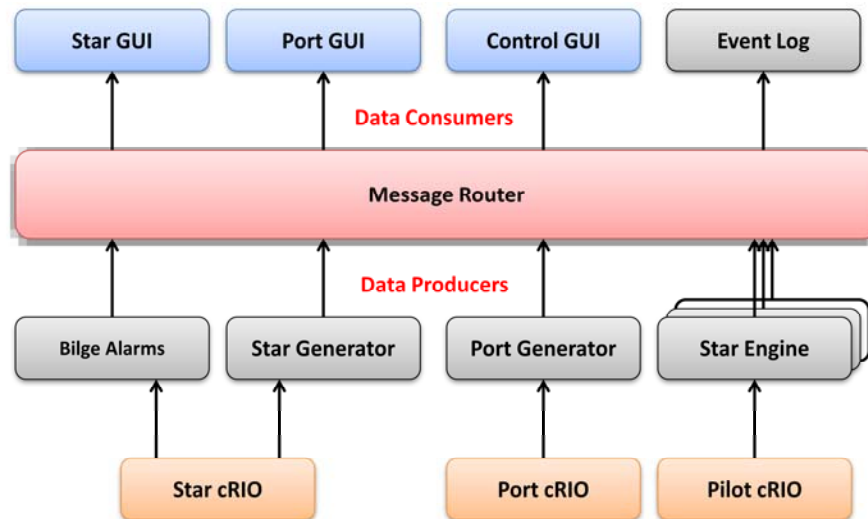 Star GUI
Port GUI
Control GUI
Event Log
Data Consumers
Message Router
Data Producers
Bilge Alarms
Star Generator
Port Generator
Star Engine
Star cRIO
Port cRIO
Pilot cRIO